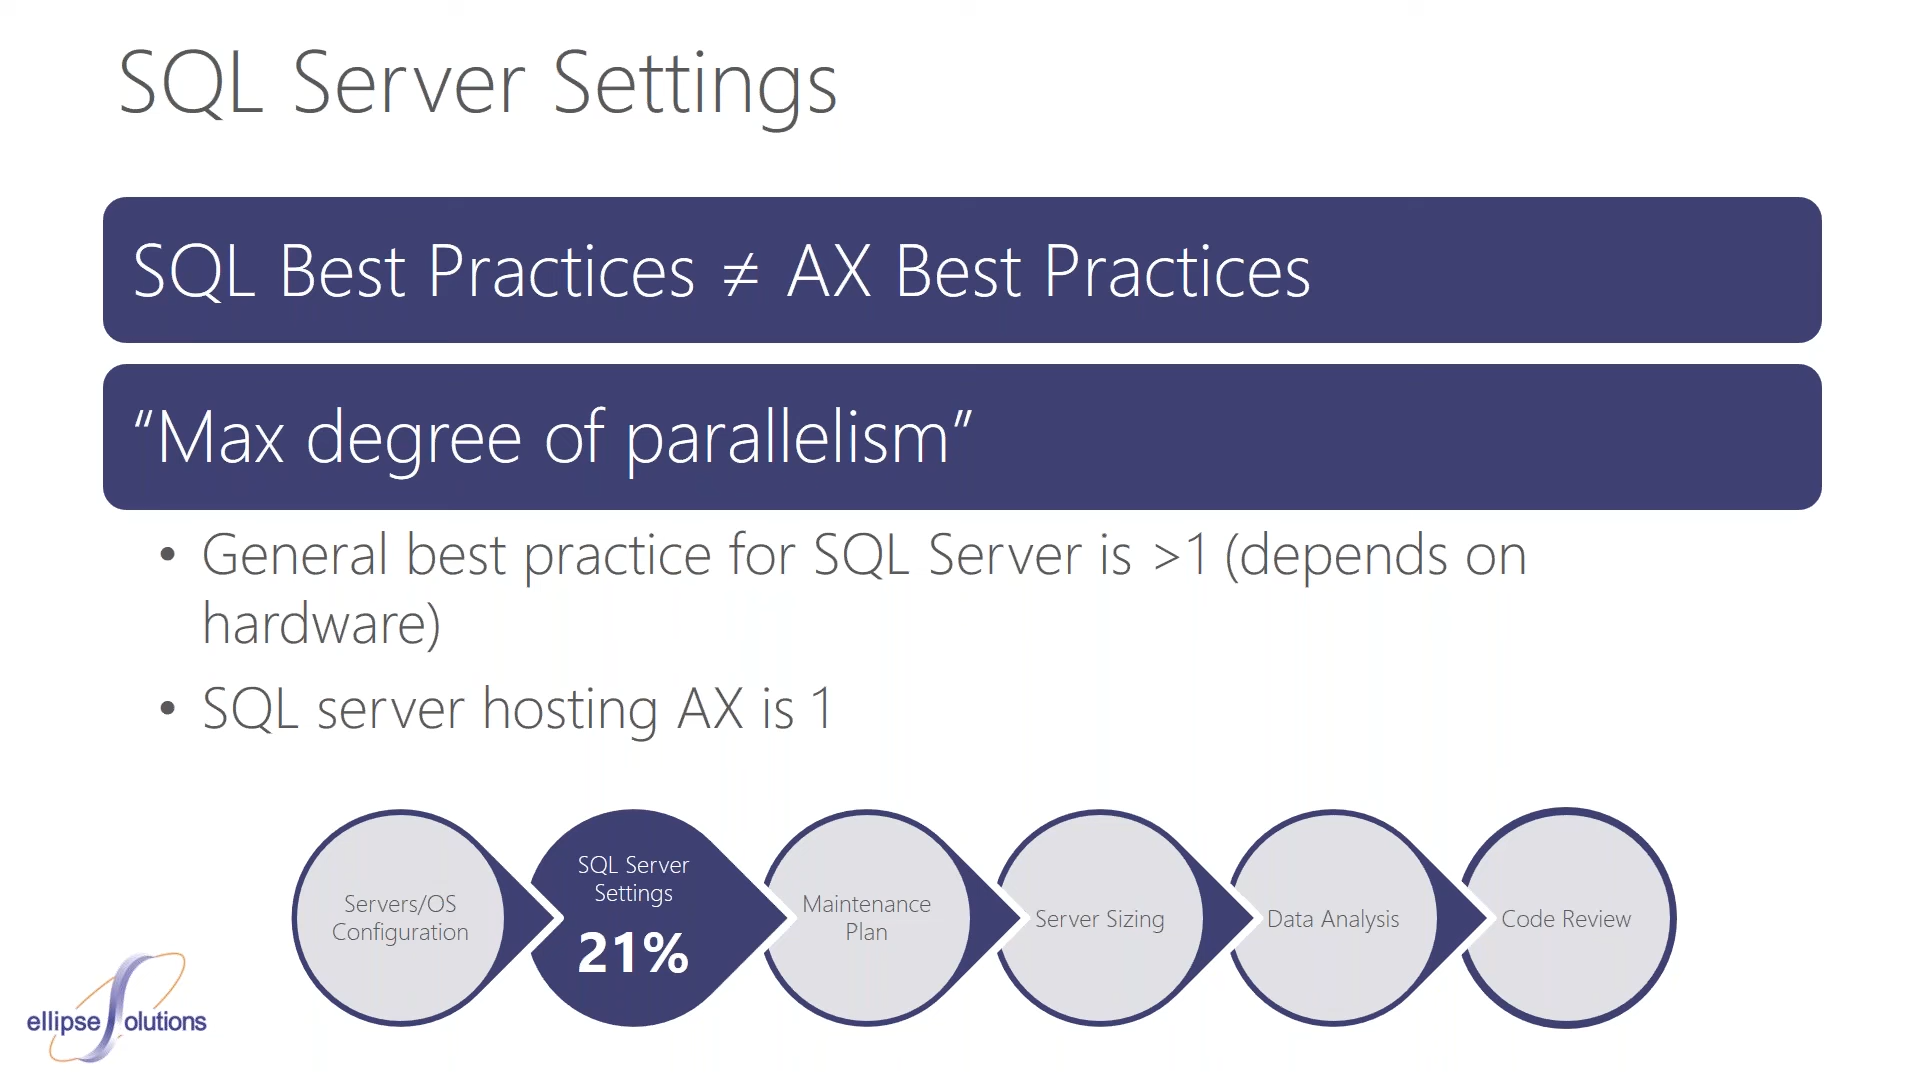 SQL Server Settings
SQL Best Practices ≠ AX Best Practices
“Max degree of parallelism”
• General best practice for SQL Server is >1 (depends on
hardware)
• SQL server hosting AX is 1
Servers/OS
Configuration
SQL Server
Settings
21%
Maintenance
Plan
Server Sizing
Data Analysis
Code Review
ellipse Solutions